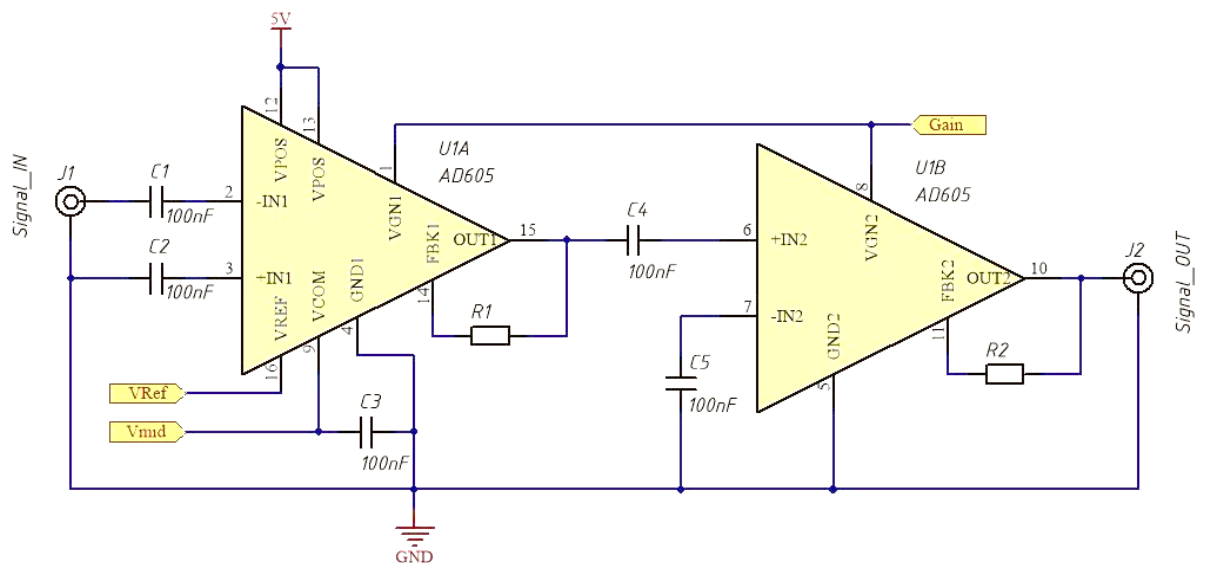 5V
12
13
VPOS
VPOS
U1A
AD605
1
VGN1
Gain
U1B
AD605
8
VGN2
Signal_IN
J1
C1
100nF
2
-IN1
C2
100nF
3
+IN1
VREF
VCOM
GND1
FBK1
OUT1
15
16
9
4
14
R1
C4
100nF
6
+IN2
7
-IN2
GND2
FBK2
OUT2
10
5
11
R2
J2
Signal_OUT
VRef
Vmid
C3
100nF
C5
100nF
GND